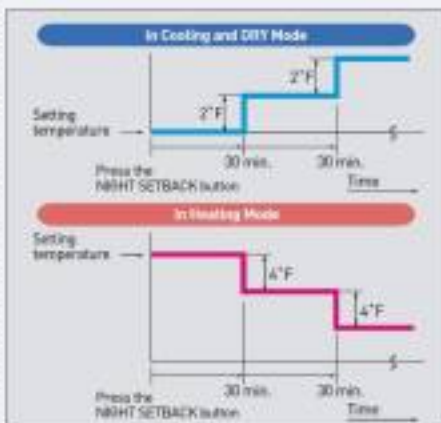 In Cooling and DRY Mode
2°F
2°F
Setting
temperature
30 min.
30 min.
Press the
NIGHT SETBACK button
Time
In Heating Mode
Setting
temperature
4°F
4°F
30 min.
30 min.
Press the
NIGHT SETBACK button
Time